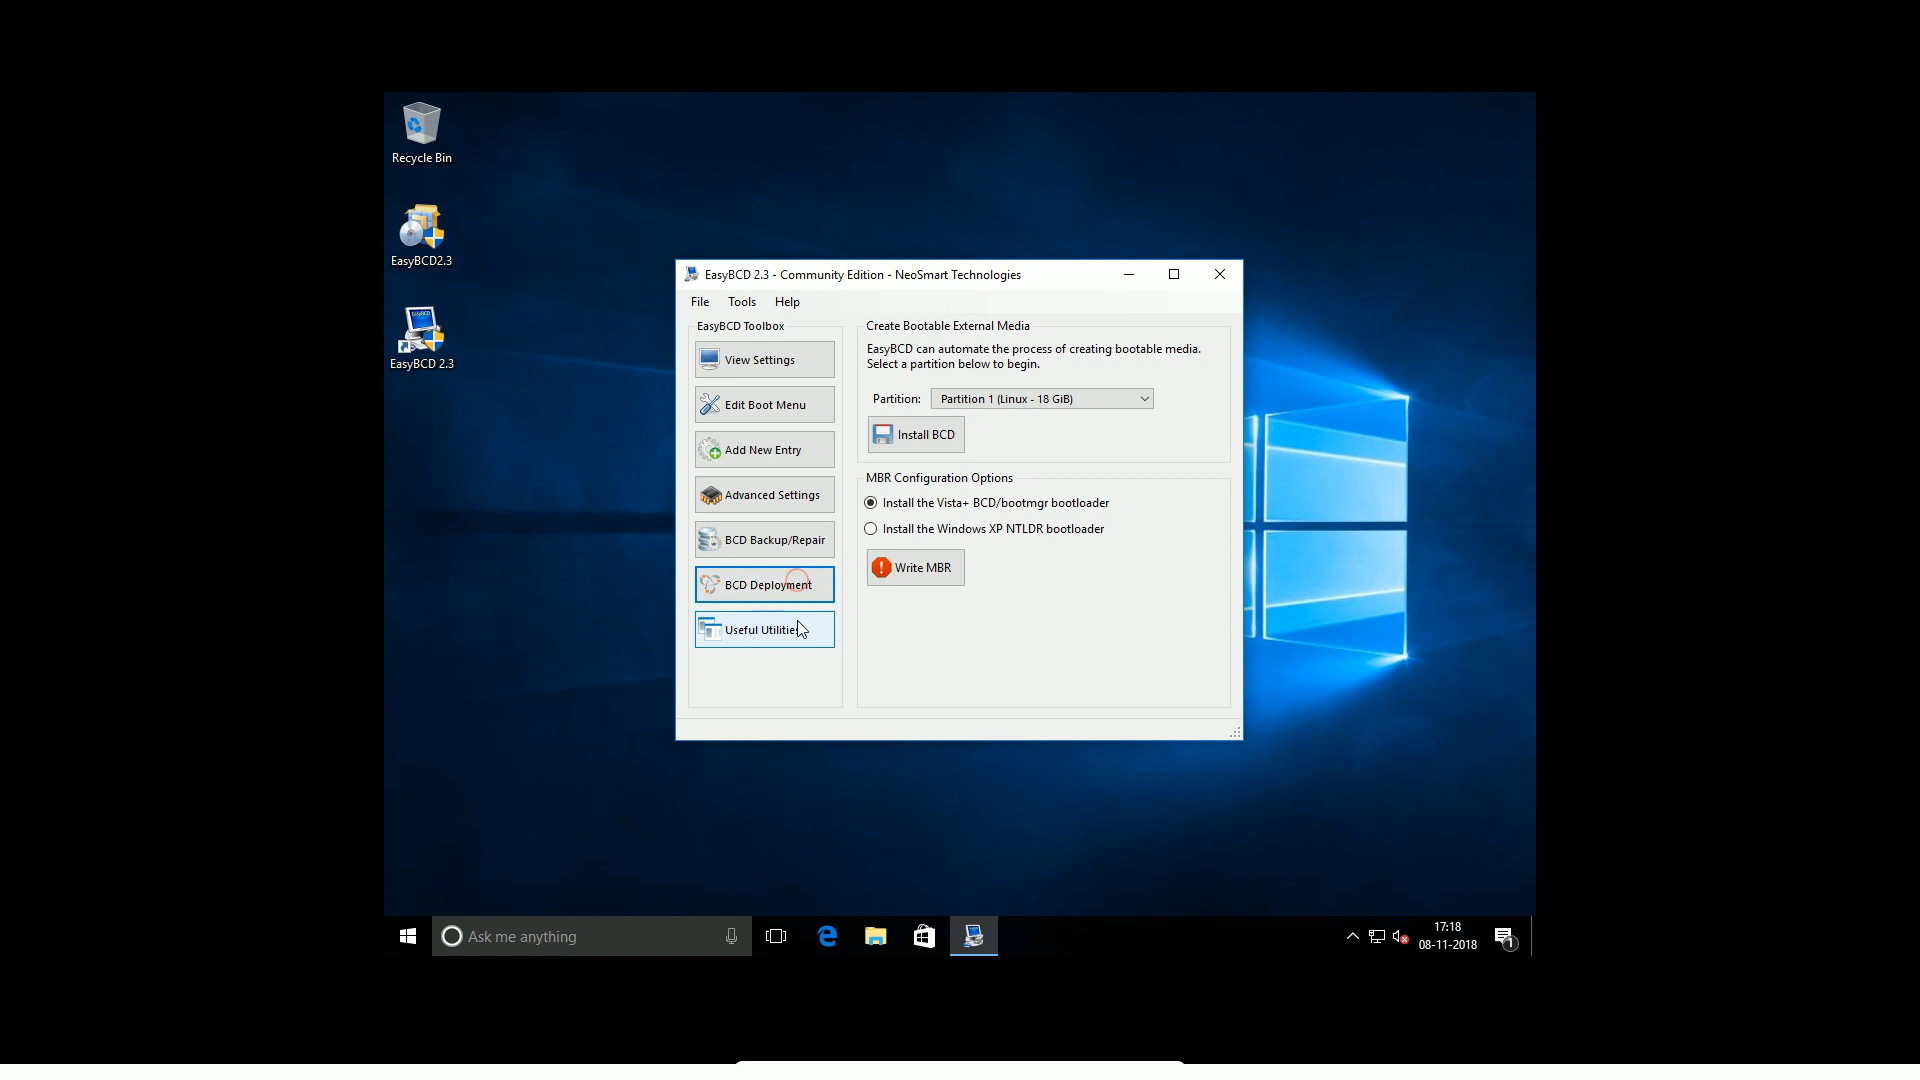 Recycle Bin
EasyBCD2.3
EasyBCD 2.3
EasyBCD 2.3 - Community Edition - NeoSmart Technologies
File Tools Help
EasyBCD Toolbox
View Settings
Edit Boot Menu
Add New Entry
Advanced Settings
BCD Backup/Repair
BCD Deployment
Useful Utilities
Create Bootable External Media
EasyBCD can automate the process of creating bootable media.
Select a partition below to begin.
Partition: Partition 1 (Linux - 18 GiB)
Install BCD
MBR Configuration Options
Install the Vista+ BCD/bootmgr bootloader
Install the Windows XP NTLDR bootloader
Write MBR
Ask me anything
17:18
08-11-2018
1